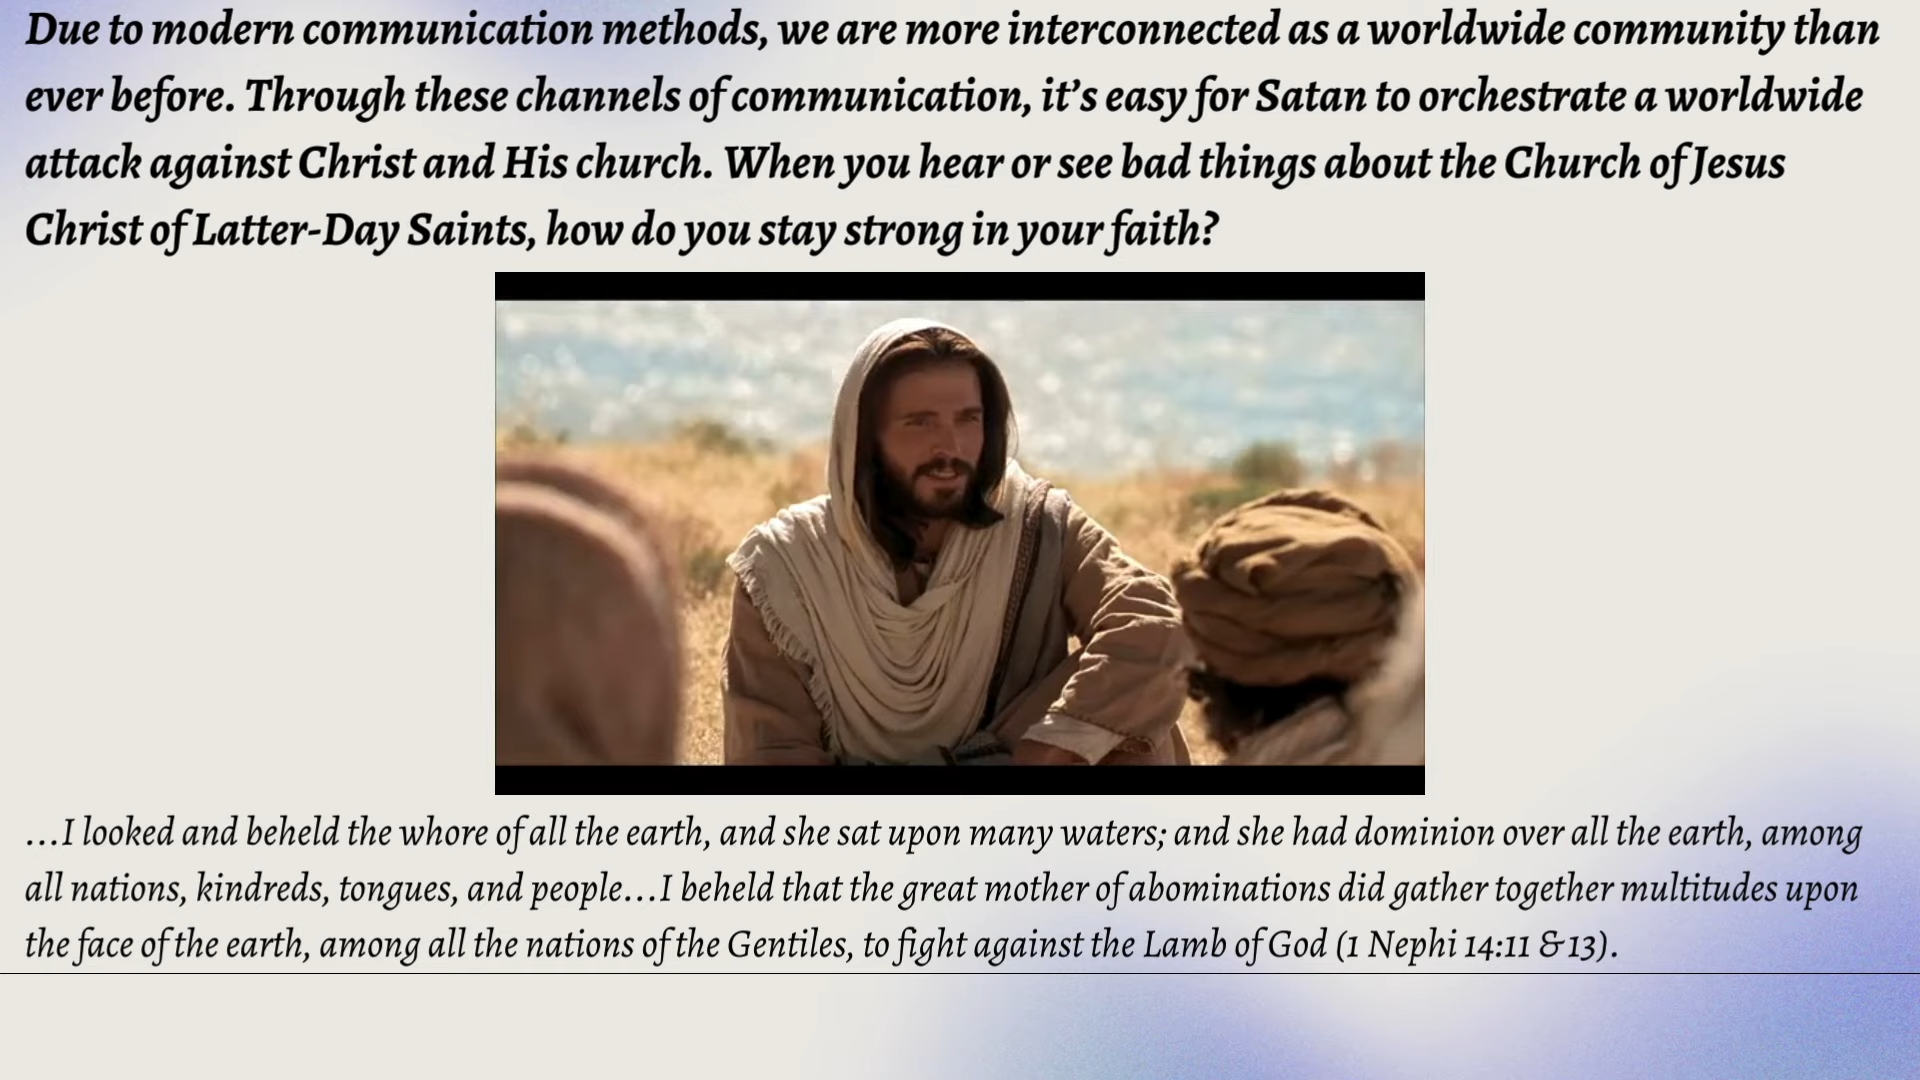 Due to modern communication methods, we are more interconnected as a worldwide community than
ever before. Through these channels of communication, it’s easy for Satan to orchestrate a worldwide
attack against Christ and His church. When you hear or see bad things about the Church of Jesus
Christ of Latter-Day Saints, how do you stay strong in your faith?
…I looked and beheld the whore of all the earth, and she sat upon many waters; and she had dominion over all the earth, among
all nations, kindreds, tongues, and people…I beheld that the great mother of abominations did gather together multitudes upon
the face of the earth, among all the nations of the Gentiles, to fight against the Lamb of God (1 Nephi 14:11 & 13).